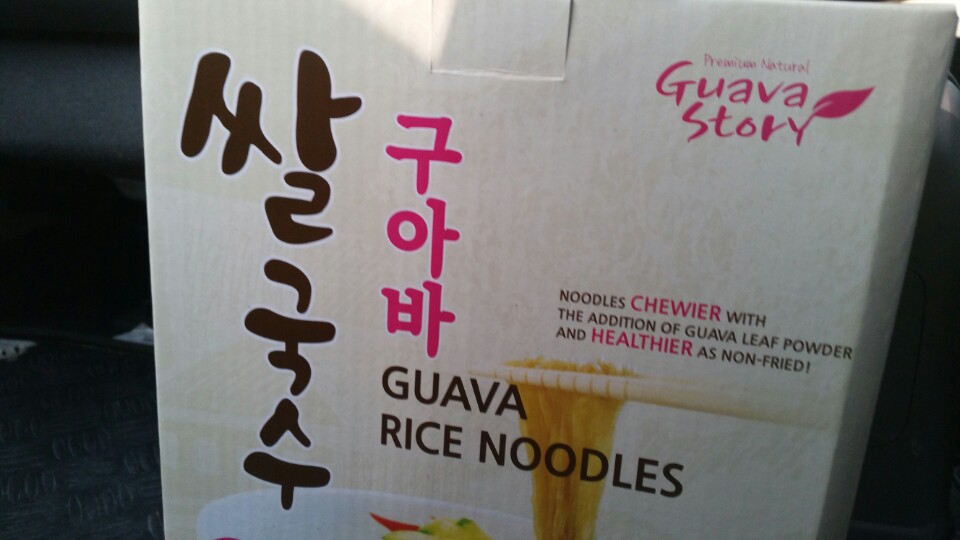 쌀국수
구아바
Premium Natural
Guava
Story
NOODLES CHEWIER WITH
THE ADDITION OF GUAVA LEAF POWDER
AND HEALTHIER AS NON-FRIED!
GUAVA
RICE NOODLES